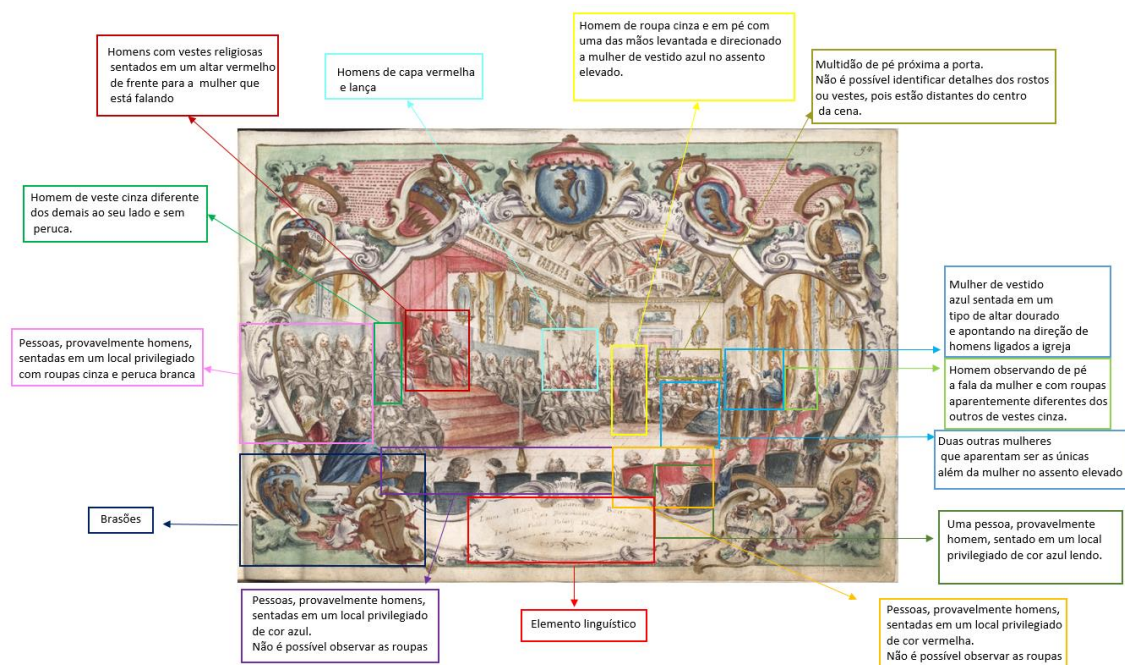 Homens com vestes religiosas
sentados em um altar vermelho
de frente para a mulher que
está falando
Homens de capa vermelha
e lança
Homem de roupa cinza e em pé com
uma das mãos levantada e direcionado
a mulher de vestido azul no assento
elevado.
Multidão de pé próxima a porta.
Não é possível identificar detalhes dos rostos
ou vestes, pois estão distantes do centro
da cena.
Homem de veste cinza diferente
dos demais ao seu lado e sem
peruca.
Pessoas, provavelmente homens,
sentadas em um local privilegiado
com roupas cinza e peruca branca
Mulher de vestido
azul sentada em um
tipo de altar dourado
e apontando na direção de
homens ligados a igreja
Homem observando de pé
a fala da mulher e com roupas
aparentemente diferentes dos
outros de vestes cinza.
Duas outras mulheres
que aparentam ser as únicas
além da mulher no assento elevado
Brasões
Uma pessoa, provavelmente
homem, sentado em um local
privilegiado de cor azul lendo.
Pessoas, provavelmente homens,
sentadas em um local privilegiado
de cor azul.
Não é possível observar as roupas
Elemento linguístico
Pessoas, provavelmente homens,
sentadas em um local privilegiado
de cor vermelha.
Não é possível observar as roupas